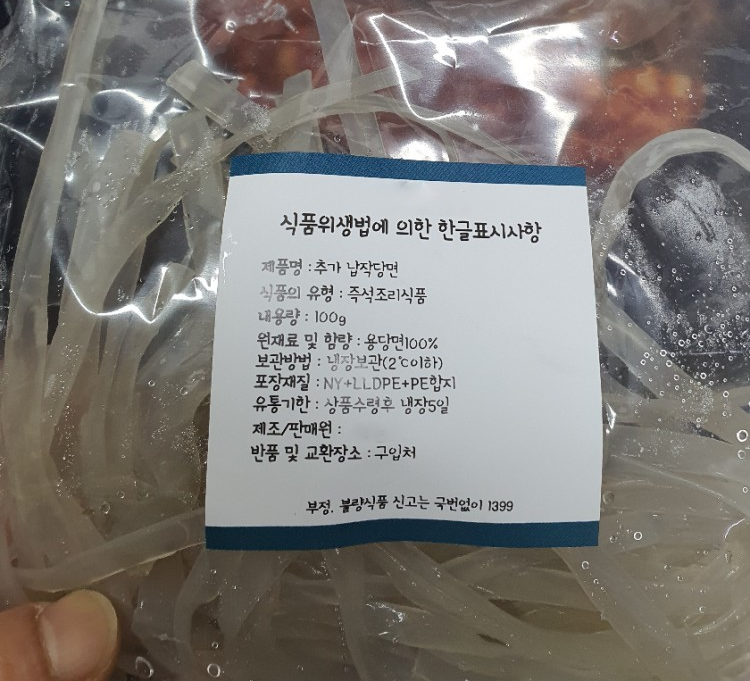 식품위생법에 의한 한글표시사항
제품명 : 추가 납작당면
식품의 유형 : 즉석조리식품
내용량 : 100g
원재료 및 함량 : 용당면100%
보관방법 : 냉장보관(2℃이하)
포장재질 : NY+LLDPE+PE합지
유통기한 : 상품수령후 냉장5일
제조/판매원 :
반품 및 교환장소 : 구입처
부정, 불량식품 신고는 국번없이 1399